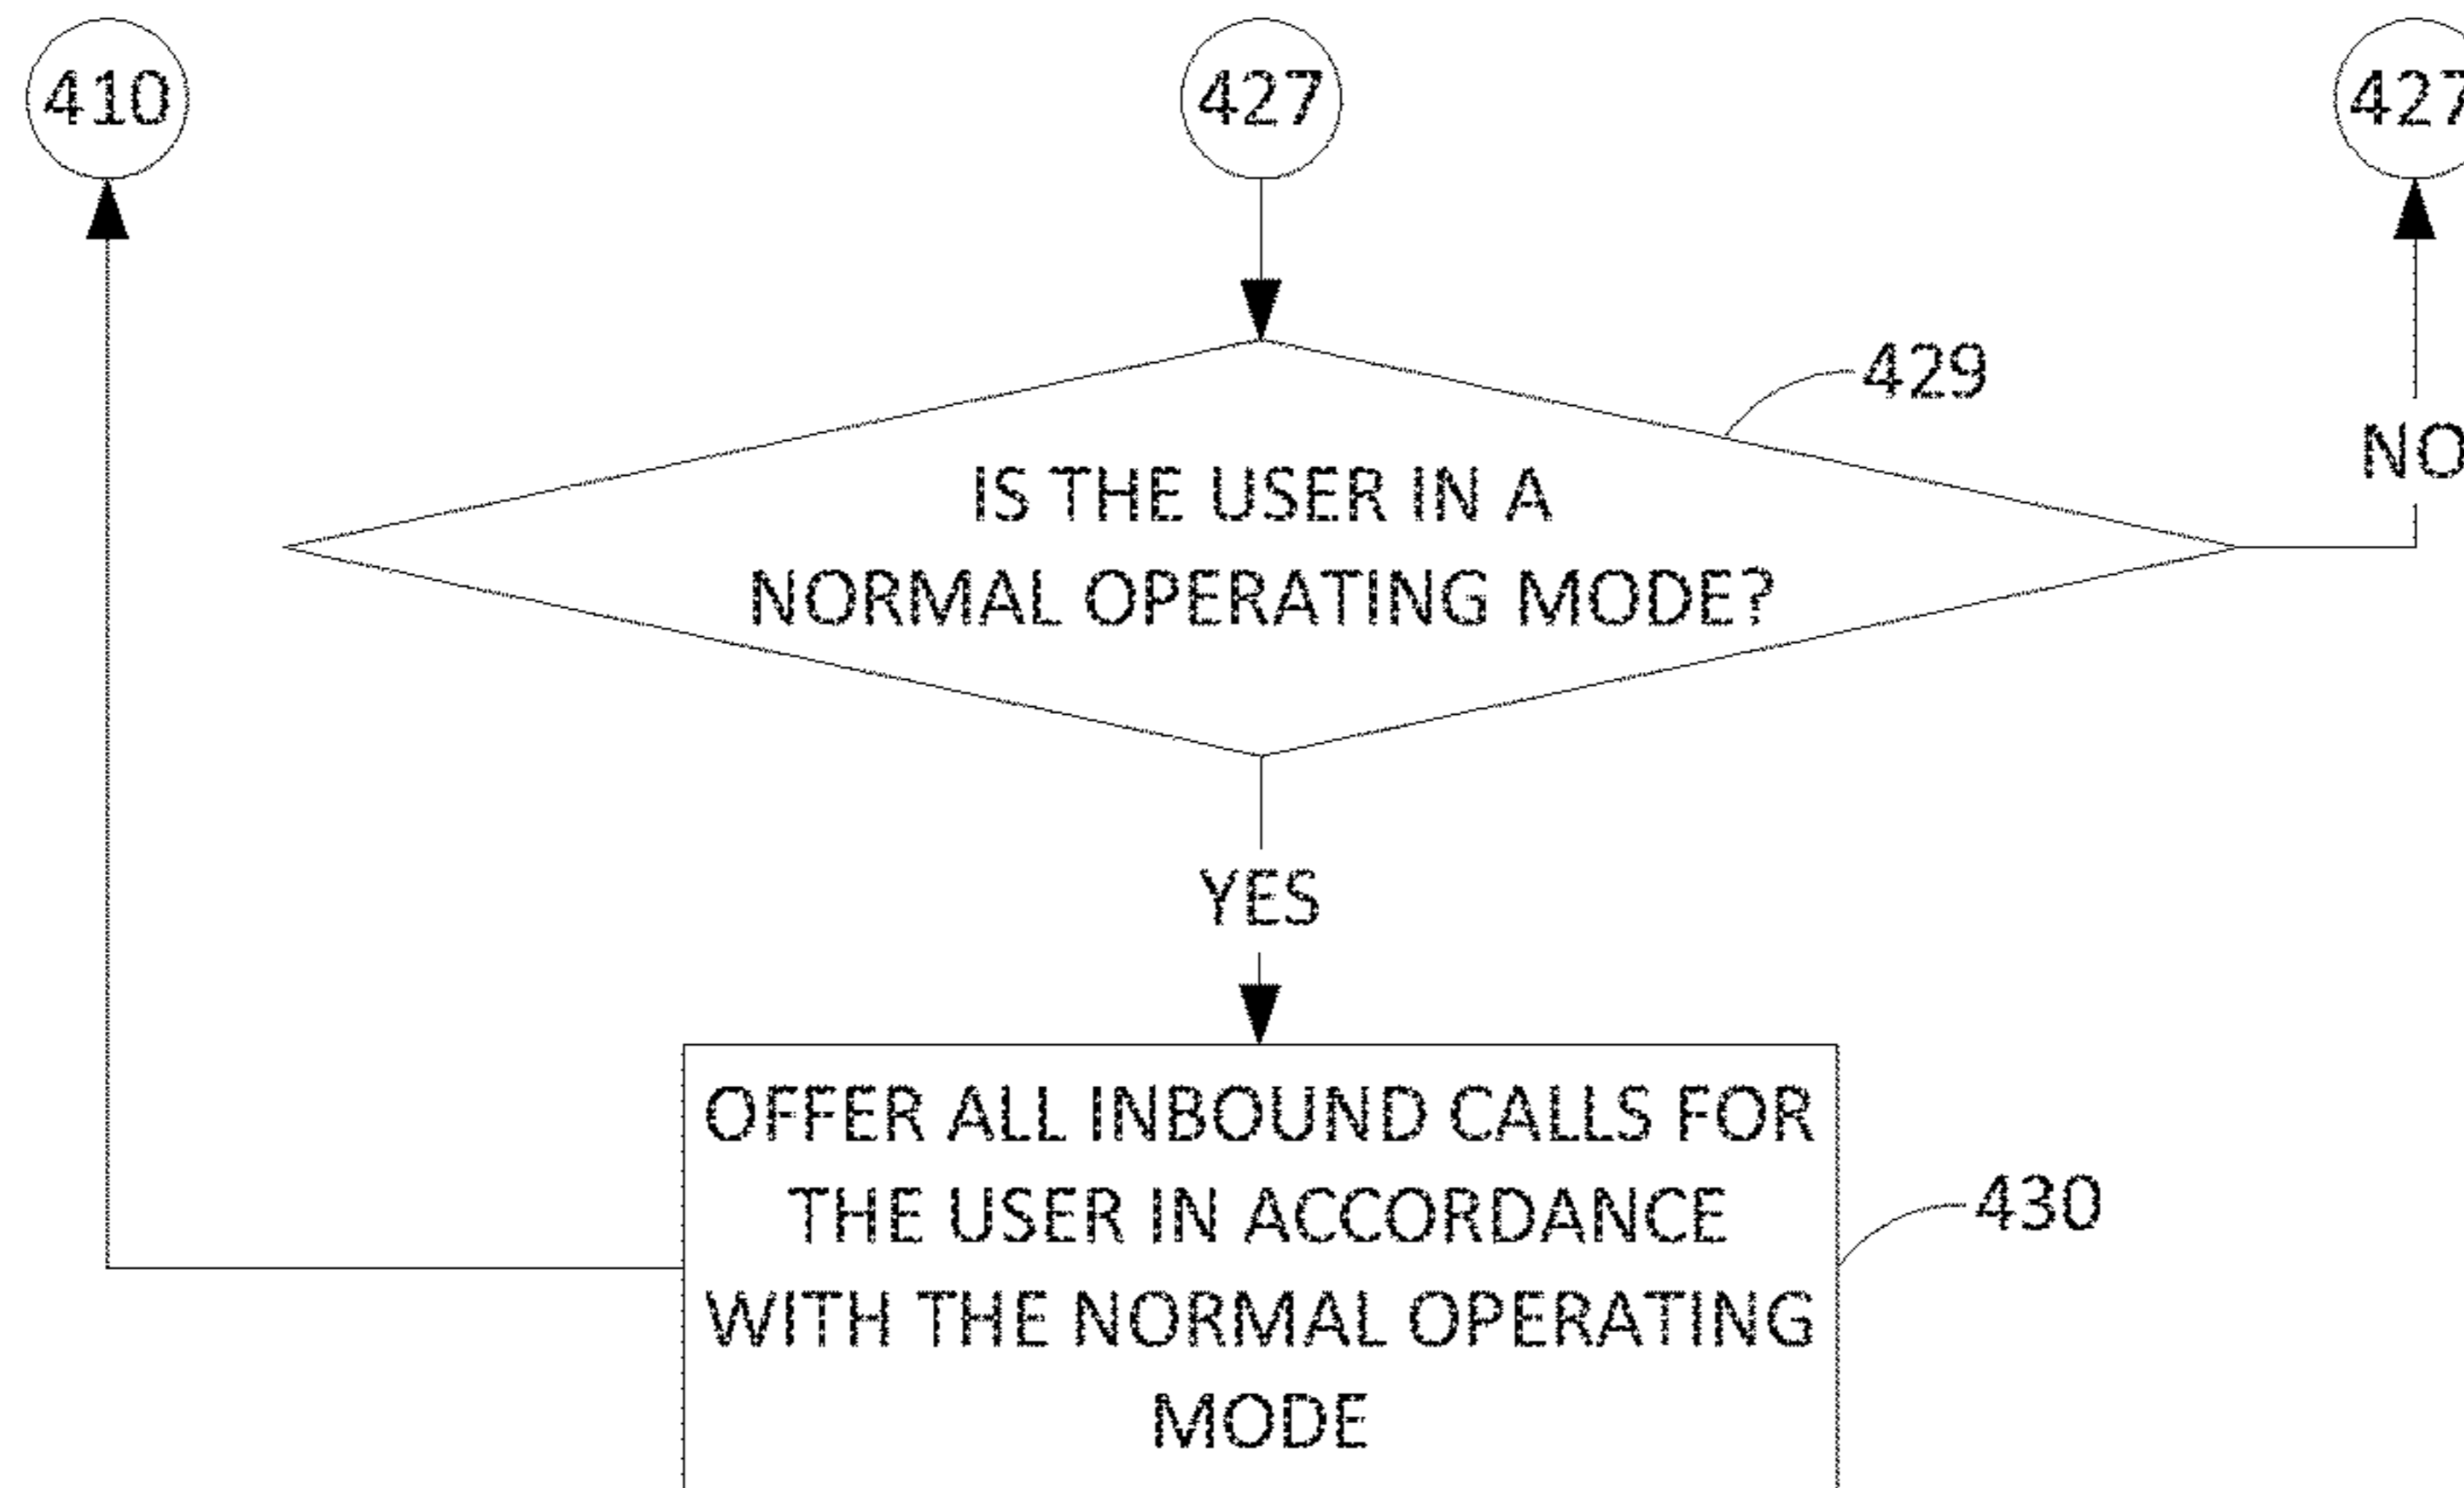 410
427
427
429
NO
IS THE USER IN A
NORMAL OPERATING MODE?
YES
OFFER ALL INBOUND CALLS FOR
THE USER IN ACCORDANCE
WITH THE NORMAL OPERATING
MODE
430